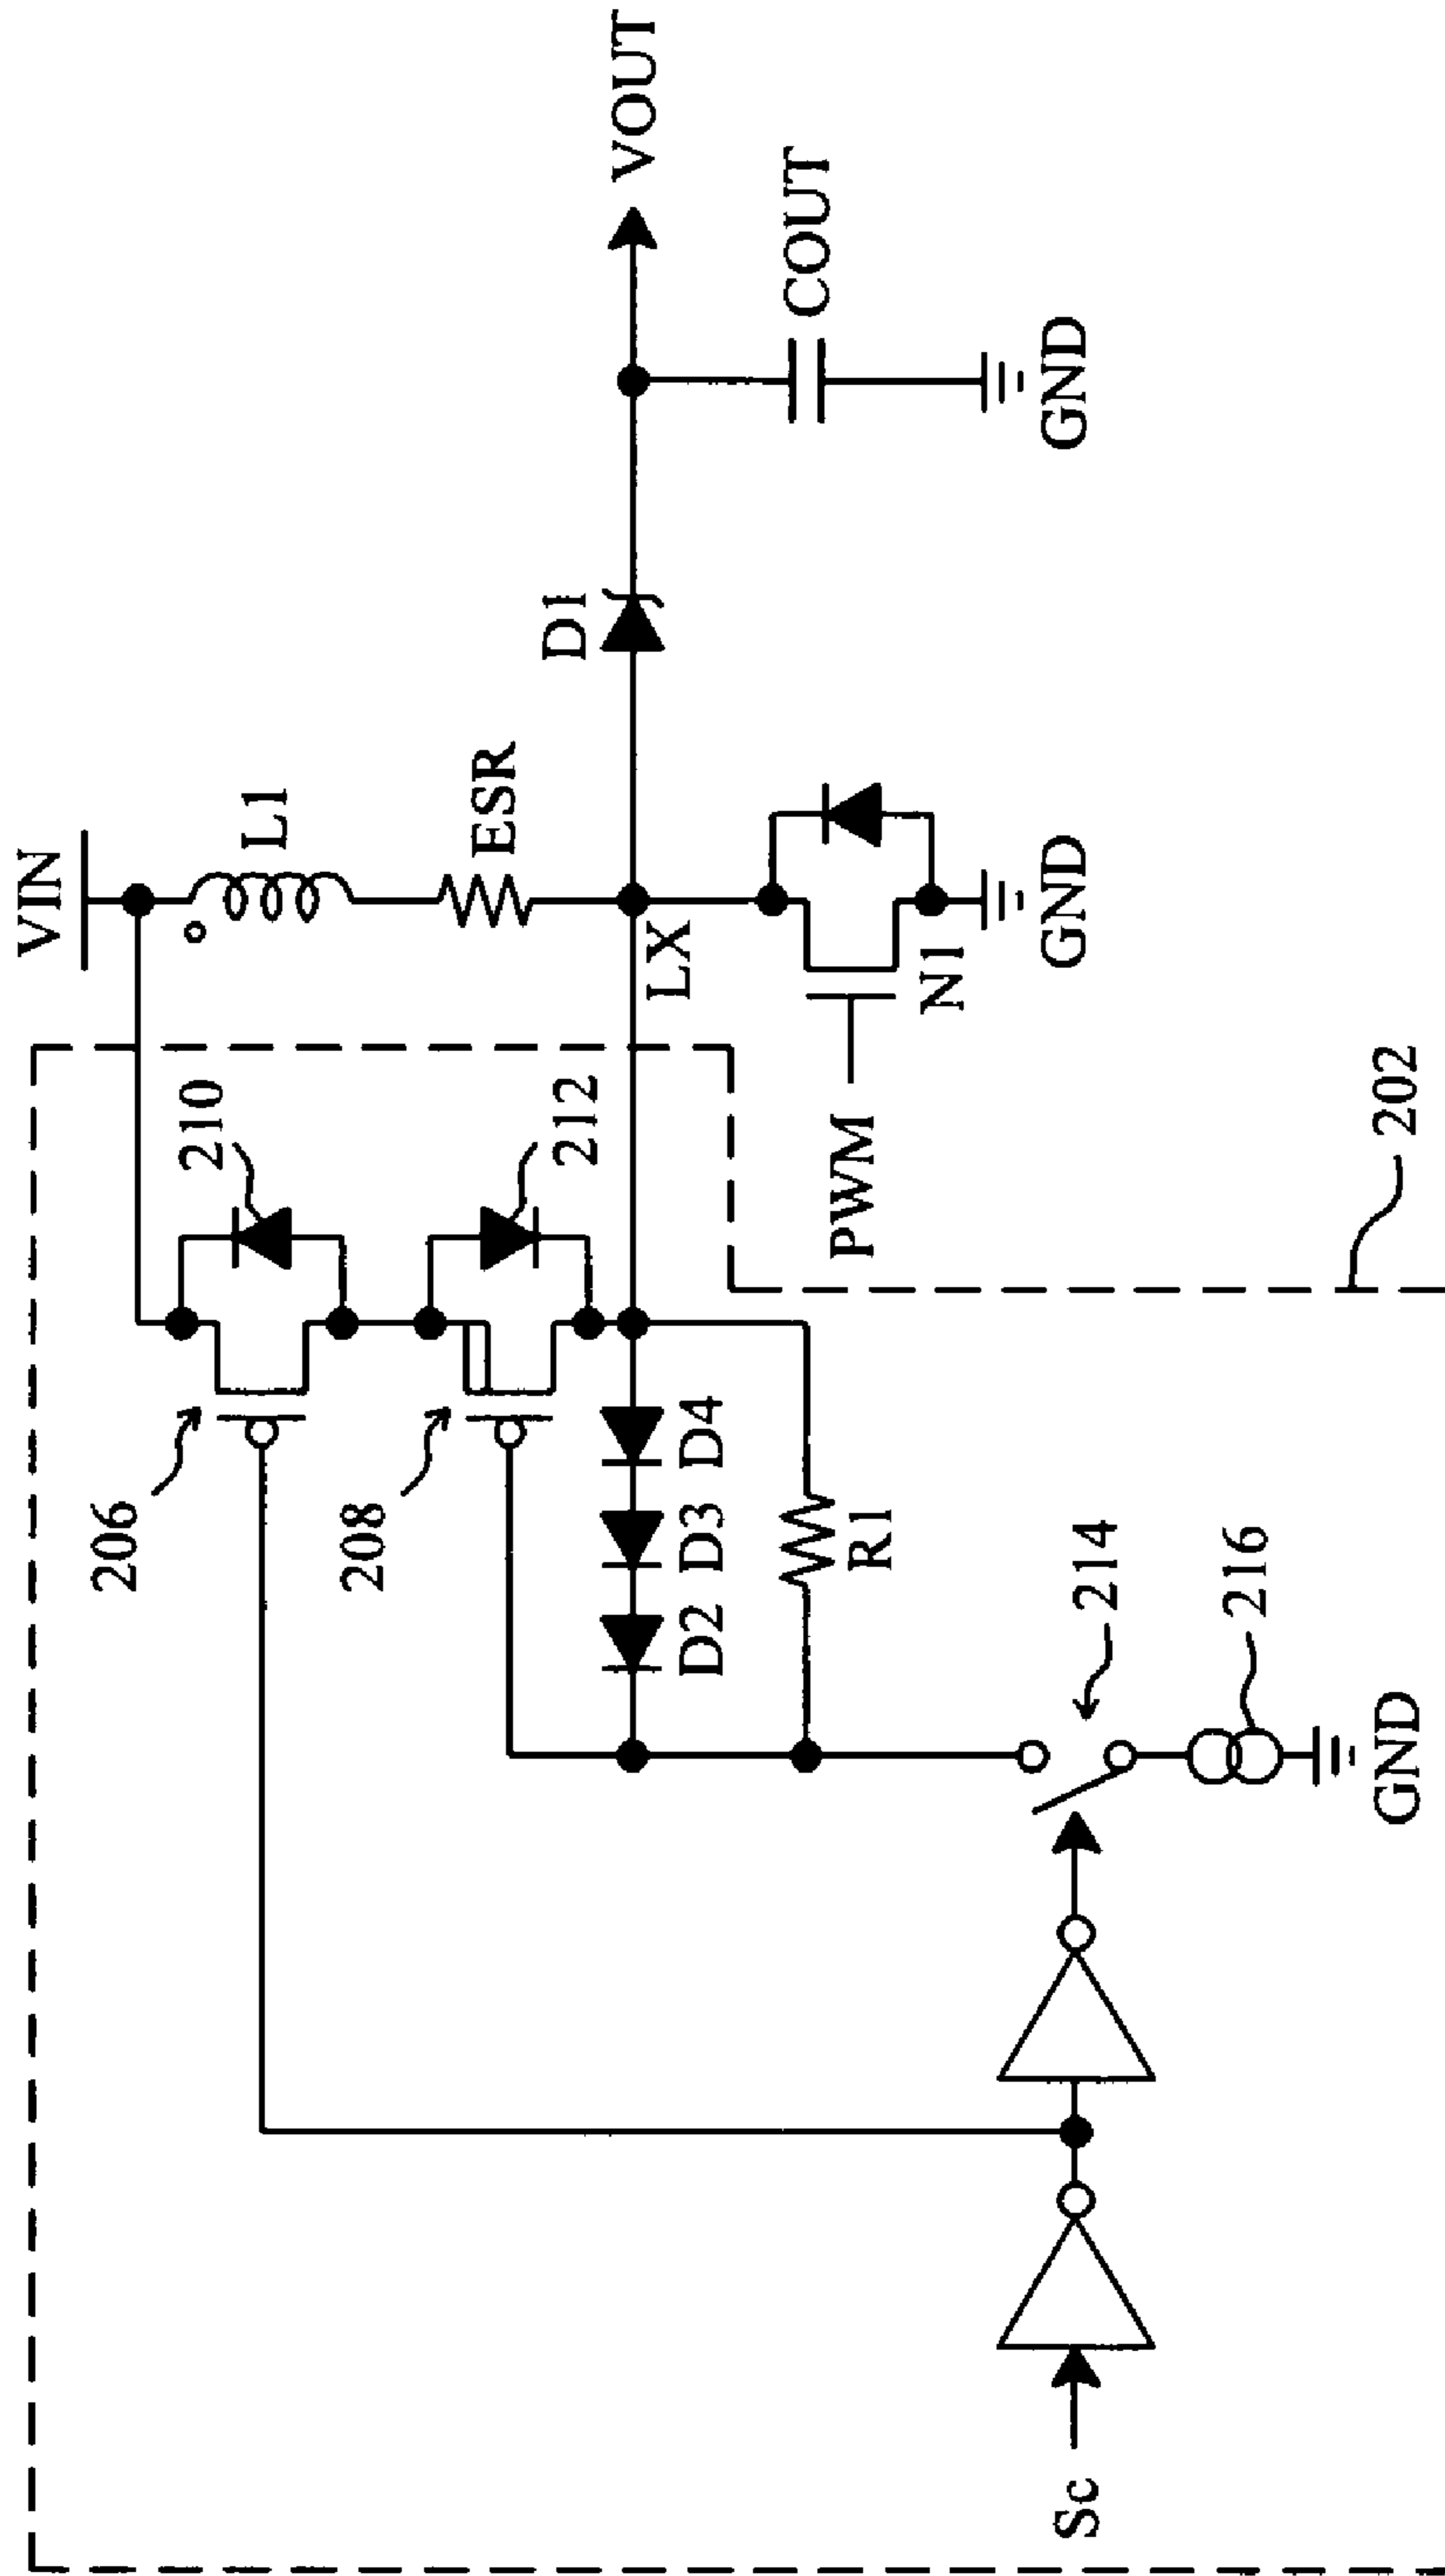 VIN
L1
ESR
LX
D1
VOUT
COUT
GND
N1
GND
PWM
210
212
206
208
D2
D3
D4
R1
214
216
GND
202
Sc